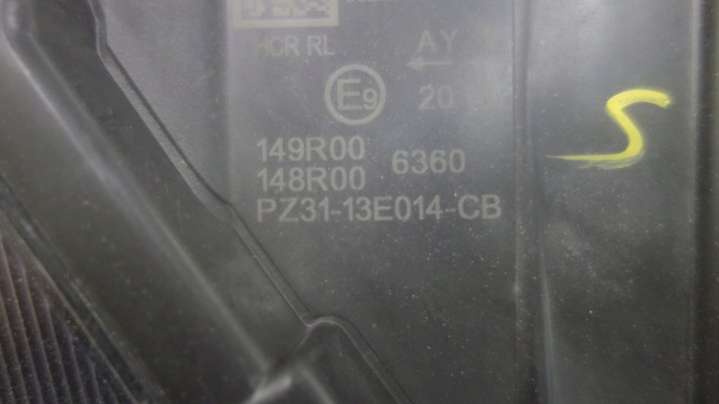 HCR RL AY
E9 20
149R00 6360
148R00
PZ31-13E014-CB
S